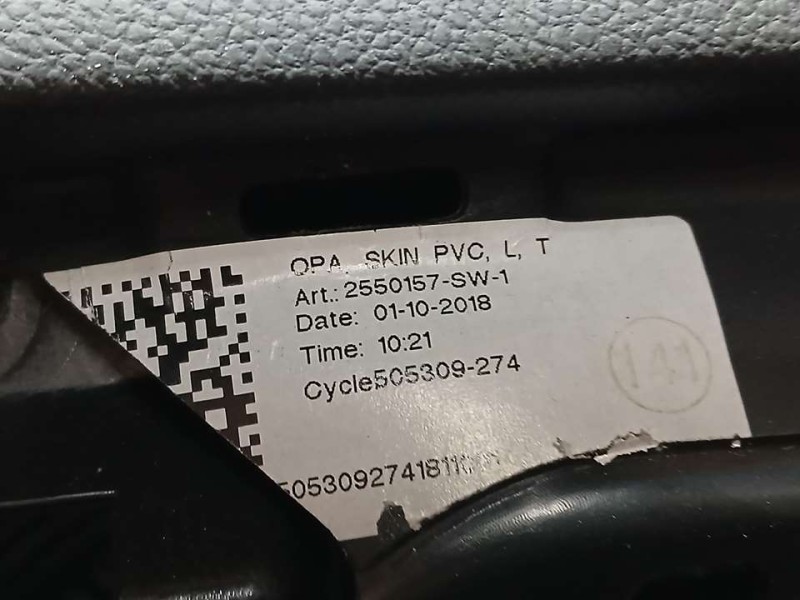 OPA, SKIN PVC, L, T
Art.: 2550157-SW-1
Date: 01-10-2018
Time: 10:21
Cycle505309-274
141